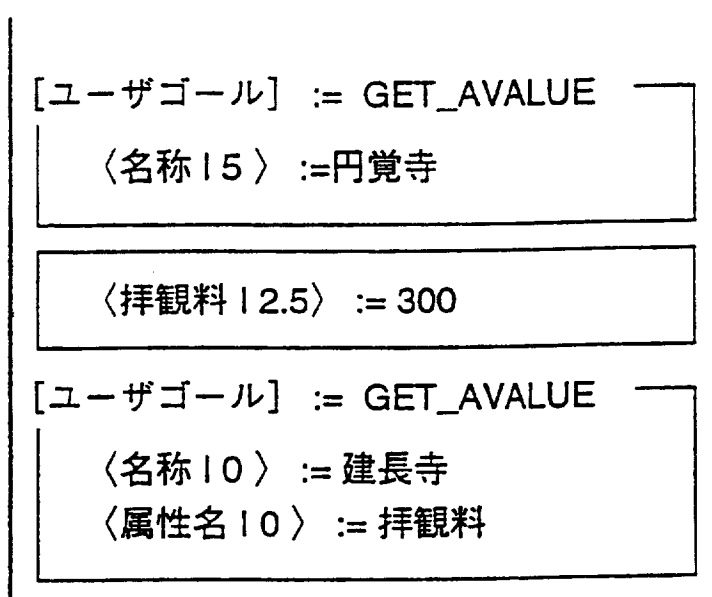 [ユーザゴール] := GET_AVALUE
〈名称 | 5 〉 :=円覚寺
〈拝観料 | 2.5〉 := 300
[ユーザゴール] := GET_AVALUE
〈名称 | 0 〉 := 建長寺
〈属性名 | 0 〉 := 拝観料